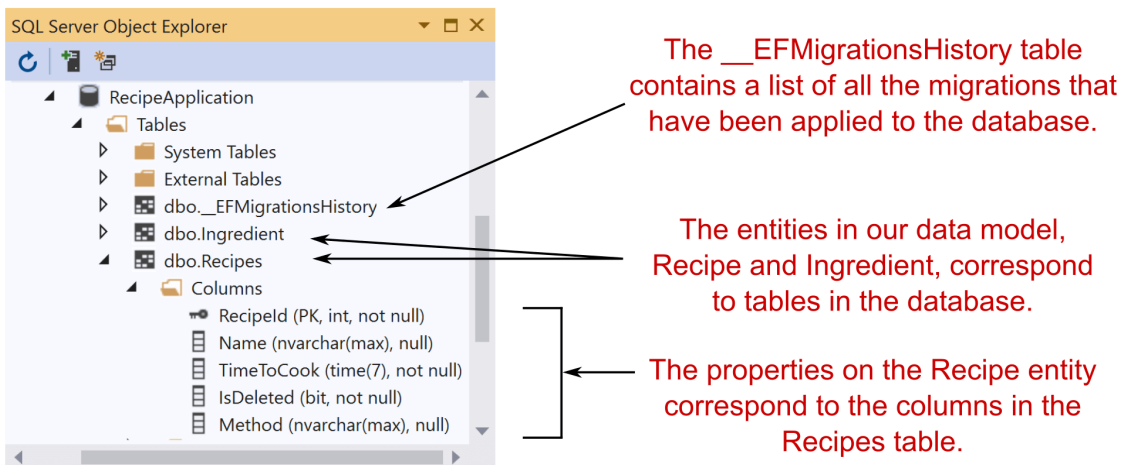 SQL Server Object Explorer
RecipeApplication
Tables
System Tables
External Tables
dbo.__EFMigrationsHistory
dbo.Ingredient
dbo.Recipes
Columns
RecipeId (PK, int, not null)
Name (nvarchar(max), null)
TimeToCook (time(7), not null)
IsDeleted (bit, not null)
Method (nvarchar(max), null)
The __EFMigrationsHistory table
contains a list of all the migrations that
have been applied to the database.
The entities in our data model,
Recipe and Ingredient, correspond
to tables in the database.
The properties on the Recipe entity
correspond to the columns in the
Recipes table.